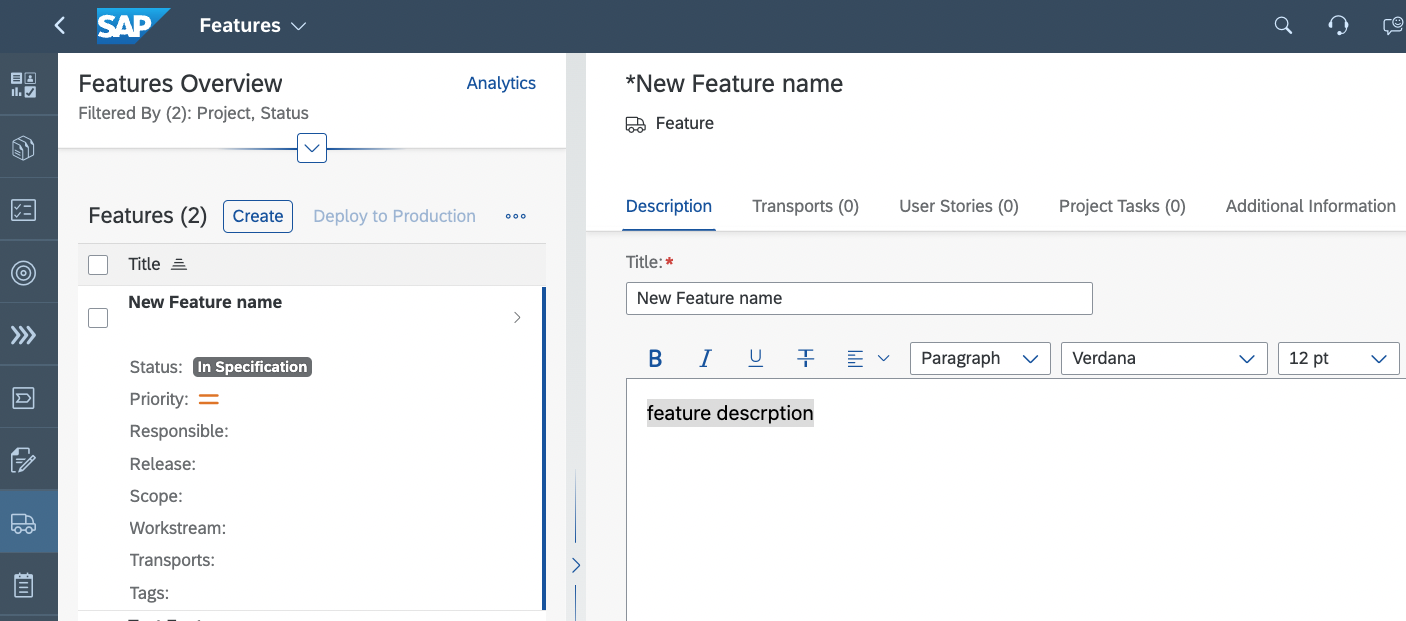 SAP Features
Features Overview Analytics
Filtered By (2): Project, Status
Features (2) Create Deploy to Production
Title
New Feature name
Status: In Specification
Priority:
Responsible:
Release:
Scope:
Workstream:
Transports:
Tags:
*New Feature name
Feature
Description Transports (0) User Stories (0) Project Tasks (0) Additional Information
Title:*
New Feature name
B I U T Paragraph Verdana 12 pt
feature descrption